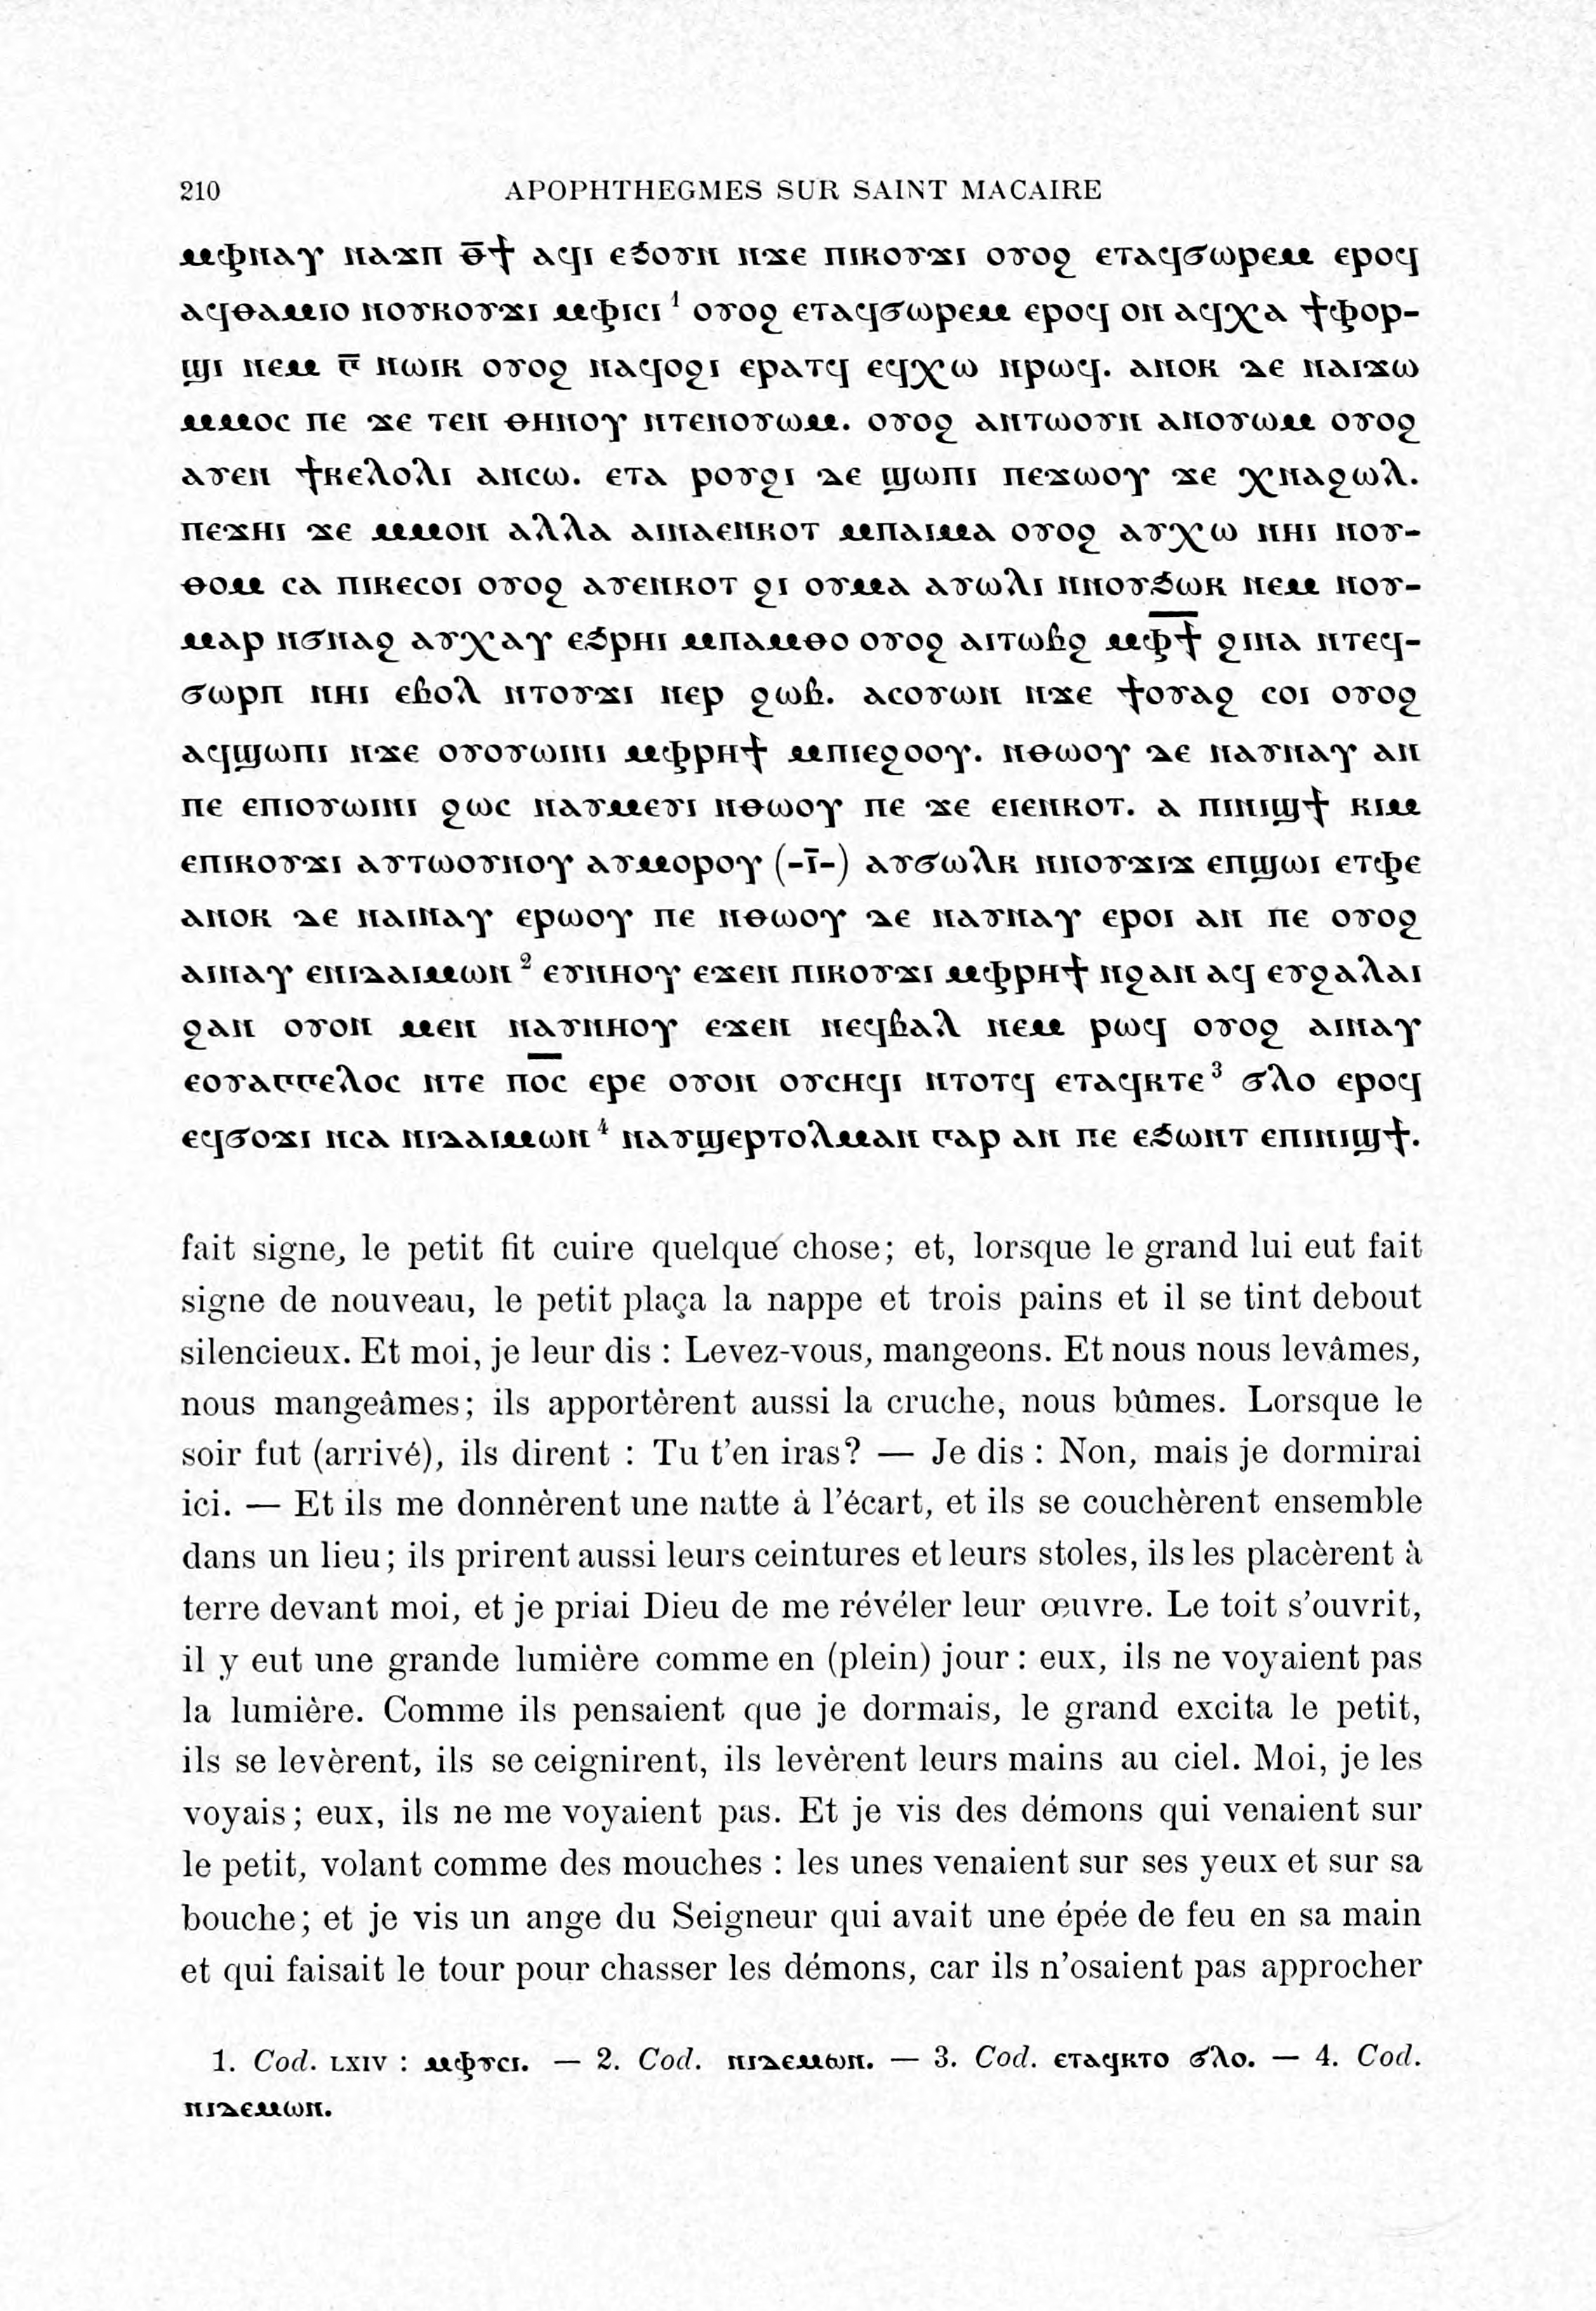 210 APOPHTHEGMES SUR SAINT MACAIRE
ⲙⲫⲛⲁⲩ ⲛⲁϫⲡ ⲑ̅ϯ ⲁϥⲓ ⲉϧⲟⲩⲛ ⲛϫⲉ ⲡⲓⲕⲟⲩϫⲓ ⲟⲩⲟϩ ⲉⲧⲁϥϭⲱⲣⲉⲙ ⲉⲣⲟϥ
ⲁϥⲑⲁⲙⲓⲟ ⲛⲟⲩⲕⲟⲩϫⲓ ⲙⲫⲓⲥⲓ ¹ ⲟⲩⲟϩ ⲉⲧⲁϥϭⲱⲣⲉⲙ ⲉⲣⲟϥ ⲟⲛ ⲁϥⲭⲁ ϯⲫⲟⲣ-
ϣⲓ ⲛⲉⲙ ⲅ̅ ⲛⲱⲓⲕ ⲟⲩⲟϩ ⲛⲁϥⲟϩⲓ ⲉⲣⲁⲧϥ ⲉϥⲭⲱ ⲛⲣⲱϥ. ⲁⲛⲟⲕ ⲇⲉ ⲛⲁⲓϫⲱ
ⲙⲙⲟⲥ ⲡⲉ ϫⲉ ⲧⲉⲛ ⲑⲏⲛⲟⲩ ⲛⲧⲉⲛⲟⲩⲱⲙ. ⲟⲩⲟϩ ⲁⲛⲧⲱⲟⲩⲛ ⲁⲛⲟⲩⲱⲙ ⲟⲩⲟϩ
ⲁⲩⲉⲛ ϯⲕⲉⲗⲟⲗⲓ ⲁⲛⲥⲱ. ⲉⲧⲁ ⲣⲟⲩϩⲓ ⲇⲉ ϣⲱⲡⲓ ⲡⲉϫⲱⲟⲩ ϫⲉ ⲭⲛⲁϩⲱⲗ.
ⲡⲉϫⲏⲓ ϫⲉ ⲙⲙⲟⲛ ⲁⲗⲗⲁ ⲁⲓⲛⲁⲉⲛⲕⲟⲧ ⲙⲡⲁⲓⲙⲁ ⲟⲩⲟϩ ⲁⲩⲭⲱ ⲛⲏⲓ ⲛⲟⲩ-
ⲑⲟⲙ ⲥⲁ ⲡⲓⲕⲉⲥⲟⲓ ⲟⲩⲟϩ ⲁⲩⲉⲛⲕⲟⲧ ϩⲓ ⲟⲩⲙⲁ ⲁⲩⲱⲗⲓ ⲛⲛⲟⲩϧⲱⲕ ⲛⲉⲙ ⲛⲟⲩ-
ⲙⲁⲣ ⲛϭⲛⲁϩ ⲁⲩⲭⲁⲩ ⲉϧⲣⲏⲓ ⲙⲡⲁⲙⲑⲟ ⲟⲩⲟϩ ⲁⲓⲧⲱⲃϩ ⲙⲫ̅ϯ̅ ϩⲓⲛⲁ ⲛⲧⲉϥ-
ϭⲱⲣⲡ ⲛⲏⲓ ⲉⲃⲟⲗ ⲛⲧⲟⲩϫⲓ ⲛⲉⲣ ϩⲱⲃ. ⲁⲥⲟⲩⲱⲛ ⲛϫⲉ ϯⲟⲩⲁϩ ⲥⲟⲓ ⲟⲩⲟϩ
ⲁϥϣⲱⲡⲓ ⲛϫⲉ ⲟⲩⲟⲩⲱⲓⲛⲓ ⲙⲫⲣⲏϯ ⲙⲡⲓⲉϩⲟⲟⲩ. ⲛⲑⲱⲟⲩ ⲇⲉ ⲛⲁⲩⲛⲁⲩ ⲁⲛ
ⲡⲉ ⲉⲡⲓⲟⲩⲱⲓⲛⲓ ϩⲱⲥ ⲛⲁⲩⲙⲉⲩⲓ ⲛⲑⲱⲟⲩ ⲡⲉ ϫⲉ ⲉⲓⲉⲛⲕⲟⲧ. ⲁ ⲡⲓⲛⲓϣϯ ⲕⲓⲙ
ⲉⲡⲓⲕⲟⲩϫⲓ ⲁⲩⲧⲱⲟⲩⲛⲟⲩ ⲁⲩⲙⲟⲣⲟⲩ (-ⲓ̅-) ⲁⲩϭⲱⲗⲕ ⲛⲛⲟⲩϫⲓϫ ⲉⲡϣⲱⲓ ⲉⲧⲫⲉ
ⲁⲛⲟⲕ ⲇⲉ ⲛⲁⲓⲛⲁⲩ ⲉⲣⲱⲟⲩ ⲡⲉ ⲛⲑⲱⲟⲩ ⲇⲉ ⲛⲁⲩⲛⲁⲩ ⲉⲣⲟⲓ ⲁⲛ ⲡⲉ ⲟⲩⲟϩ
ⲁⲓⲛⲁⲩ ⲉⲛⲓⲇⲁⲓⲙⲱⲛ ² ⲉⲩⲛⲏⲟⲩ ⲉϫⲉⲛ ⲡⲓⲕⲟⲩϫⲓ ⲙⲫⲣⲏϯ ⲛϩⲁⲛ ⲁϥ ⲉⲩϩⲁⲗⲁⲓ
ϩⲁⲛ ⲟⲩⲟⲛ ⲙⲉⲛ ⲛⲁⲩⲛⲏⲟⲩ ⲉϫⲉⲛ ⲛⲉϥⲃⲁⲗ ⲛⲉⲙ ⲣⲱϥ ⲟⲩⲟϩ ⲁⲓⲛⲁⲩ
ⲉⲟⲩⲁⲅⲅⲉⲗⲟⲥ ⲛⲧⲉ ⲡⲟ̅ⲥ̅ ⲉⲣⲉ ⲟⲩⲟⲛ ⲟⲩⲥⲏϥⲓ ⲛⲧⲟⲧϥ ⲉⲧⲁϥⲕⲧⲉ ³ ϭⲗⲟ ⲉⲣⲟϥ
ⲉϥϭⲟϫⲓ ⲛⲥⲁ ⲛⲓⲇⲁⲓⲙⲱⲛ ⁴ ⲛⲁⲩϣⲉⲣⲧⲟⲗⲙⲁⲛ ⲅⲁⲣ ⲁⲛ ⲡⲉ ⲉϧⲱⲛⲧ ⲉⲡⲓⲛⲓϣϯ.
fait signe, le petit fit cuire quelque chose; et, lorsque le grand lui eut fait
signe de nouveau, le petit plaça la nappe et trois pains et il se tint debout
silencieux. Et moi, je leur dis : Levez-vous, mangeons. Et nous nous levâmes,
nous mangeâmes; ils apportèrent aussi la cruche, nous bûmes. Lorsque le
soir fut (arrivé), ils dirent : Tu t'en iras? — Je dis : Non, mais je dormirai
ici. — Et ils me donnèrent une natte à l'écart, et ils se couchèrent ensemble
dans un lieu; ils prirent aussi leurs ceintures et leurs stoles, ils les placèrent à
terre devant moi, et je priai Dieu de me révéler leur œuvre. Le toit s'ouvrit,
il y eut une grande lumière comme en (plein) jour : eux, ils ne voyaient pas
la lumière. Comme ils pensaient que je dormais, le grand excita le petit,
ils se levèrent, ils se ceignirent, ils levèrent leurs mains au ciel. Moi, je les
voyais; eux, ils ne me voyaient pas. Et je vis des démons qui venaient sur
le petit, volant comme des mouches : les unes venaient sur ses yeux et sur sa
bouche; et je vis un ange du Seigneur qui avait une épée de feu en sa main
et qui faisait le tour pour chasser les démons, car ils n'osaient pas approcher
1. Cod. LXIV : ⲙⲫⲩⲥⲓ. — 2. Cod. ⲛⲓⲇⲉⲙⲱⲛ. — 3. Cod. ⲉⲧⲁϥⲕⲧⲟ ϭⲗⲟ. — 4. Cod.
ⲛⲓⲇⲉⲙⲱⲛ.